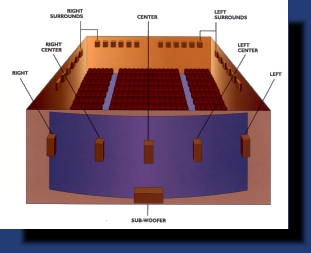 RIGHT
SURROUNDS
CENTER
LEFT
SURROUNDS
RIGHT
CENTER
LEFT
CENTER
RIGHT
LEFT
SUB-WOOFER